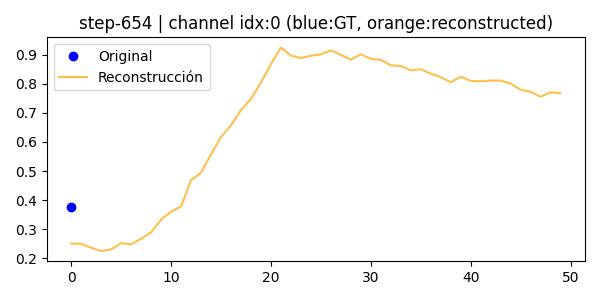 step-654 | channel idx:0 (blue:GT, orange:reconstructed)
Original
Reconstrucción
0.9
0.8
0.7
0.6
0.5
0.4
0.3
0.2
0 10 20 30 40 50